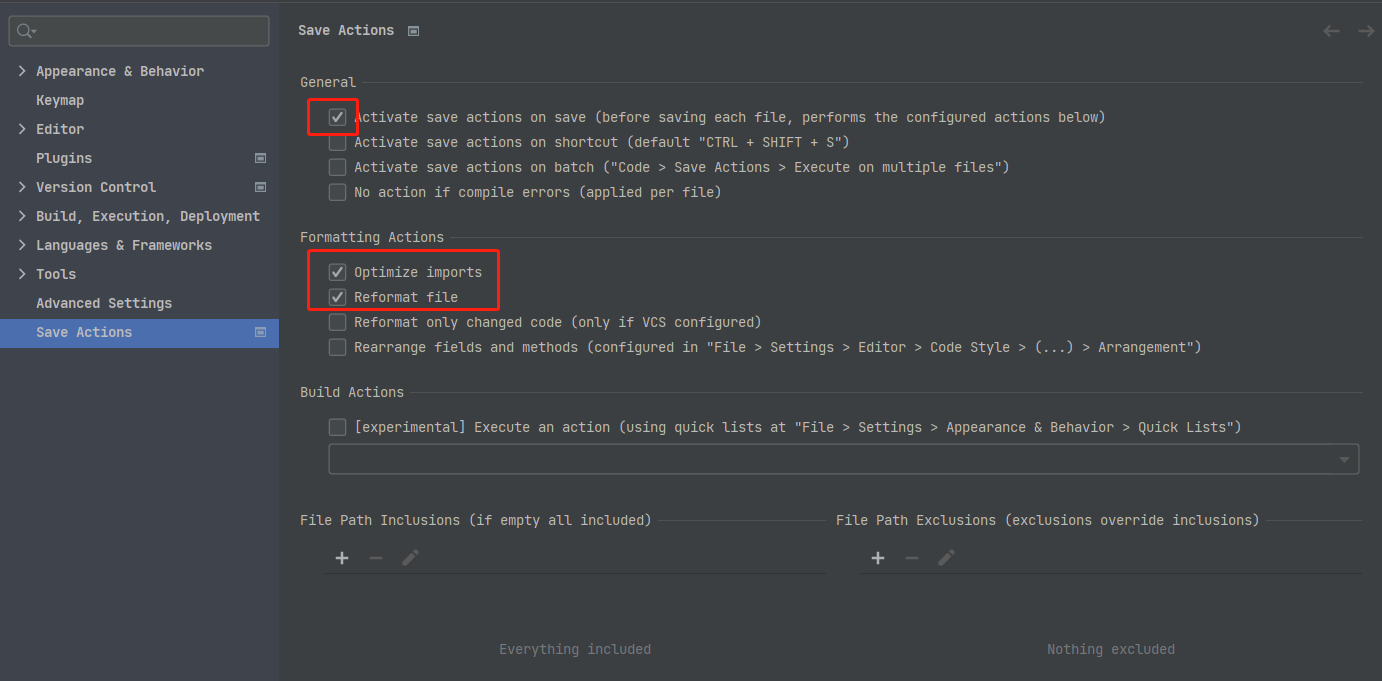 Appearance & Behavior
Keymap
Editor
Plugins
Version Control
Build, Execution, Deployment
Languages & Frameworks
Tools
Advanced Settings
Save Actions
Save Actions
General
Activate save actions on save (before saving each file, performs the configured actions below)
Activate save actions on shortcut (default "CTRL + SHIFT + S")
Activate save actions on batch ("Code > Save Actions > Execute on multiple files")
No action if compile errors (applied per file)
Formatting Actions
Optimize imports
Reformat file
Reformat only changed code (only if VCS configured)
Rearrange fields and methods (configured in "File > Settings > Editor > Code Style > (...) > Arrangement")
Build Actions
[experimental] Execute an action (using quick lists at "File > Settings > Appearance & Behavior > Quick Lists")
File Path Inclusions (if empty all included)
Everything included
File Path Exclusions (exclusions override inclusions)
Nothing excluded